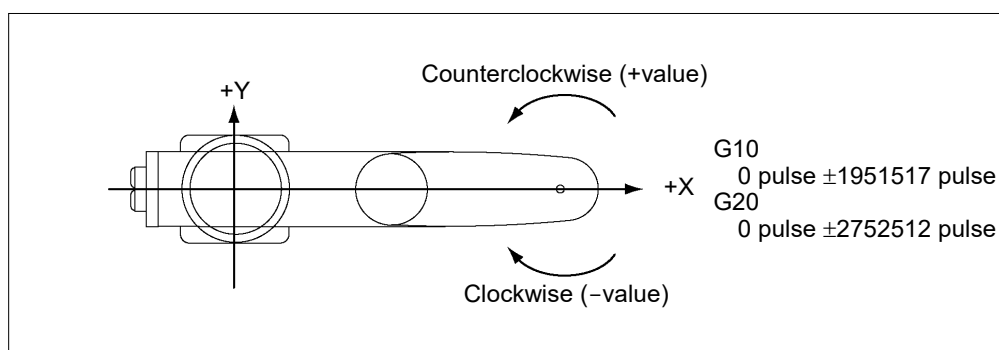 Counterclockwise (+value)
+Y
G10
0 pulse ±1951517 pulse
+X
G20
0 pulse ±2752512 pulse
Clockwise (−value)